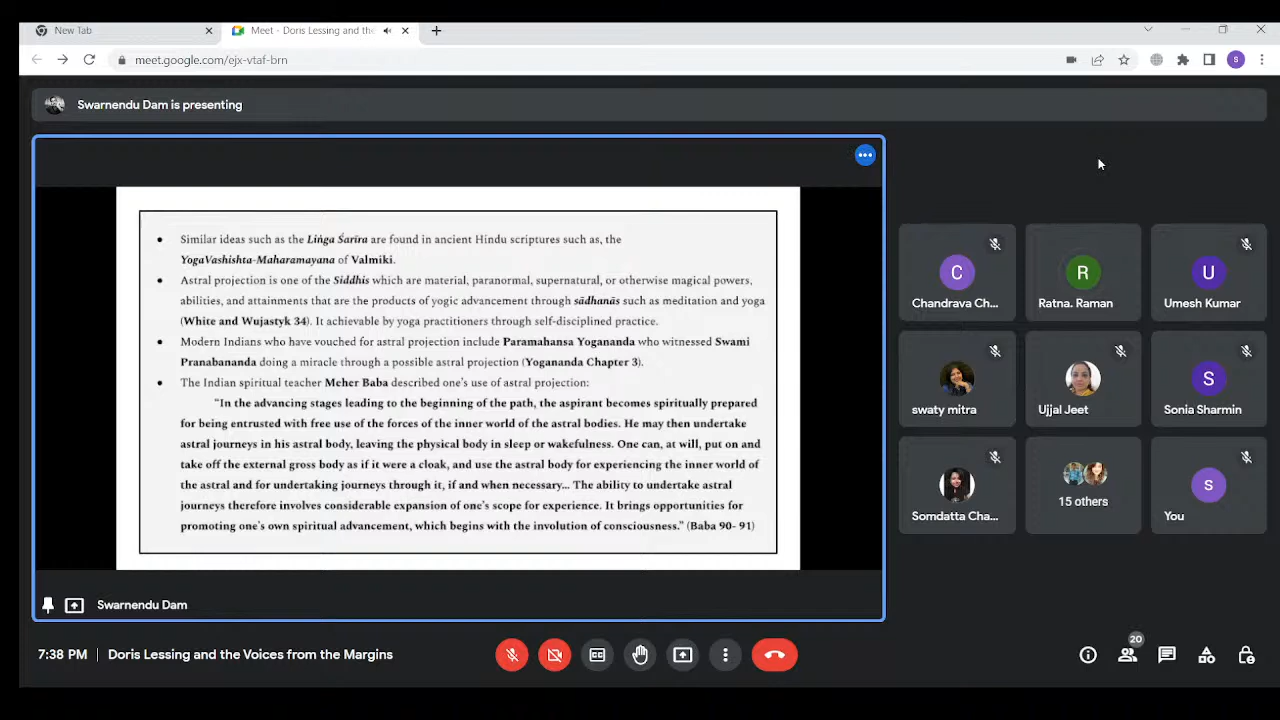 New Tab
Meet - Doris Lessing and the
meet.google.com/ejx-vtaf-brn
S
Swarnendu Dam is presenting
• Similar ideas such as the Liṅga Śarīra are found in ancient Hindu scriptures such as, the
YogaVashishta-Maharamayana of Valmiki.
• Astral projection is one of the Siddhis which are material, paranormal, supernatural, or otherwise magical powers,
abilities, and attainments that are the products of yogic advancement through sādhanās such as meditation and yoga
(White and Wujastyk 34). It achievable by yoga practitioners through self-disciplined practice.
• Modern Indians who have vouched for astral projection include Paramahansa Yogananda who witnessed Swami
Pranabananda doing a miracle through a possible astral projection (Yogananda Chapter 3).
• The Indian spiritual teacher Meher Baba described one's use of astral projection:
"In the advancing stages leading to the beginning of the path, the aspirant becomes spiritually prepared
for being entrusted with free use of the forces of the inner world of the astral bodies. He may then undertake
astral journeys in his astral body, leaving the physical body in sleep or wakefulness. One can, at will, put on and
take off the external gross body as if it were a cloak, and use the astral body for experiencing the inner world of
the astral and for undertaking journeys through it, if and when necessary... The ability to undertake astral
journeys therefore involves considerable expansion of one's scope for experience. It brings opportunities for
promoting one's own spiritual advancement, which begins with the involution of consciousness." (Baba 90- 91)
Swarnendu Dam
C
Chandrava Ch...
R
Ratna. Raman
U
Umesh Kumar
swaty mitra
Ujjal Jeet
S
Sonia Sharmin
Somdatta Cha...
15 others
S
You
7:38 PM | Doris Lessing and the Voices from the Margins
20